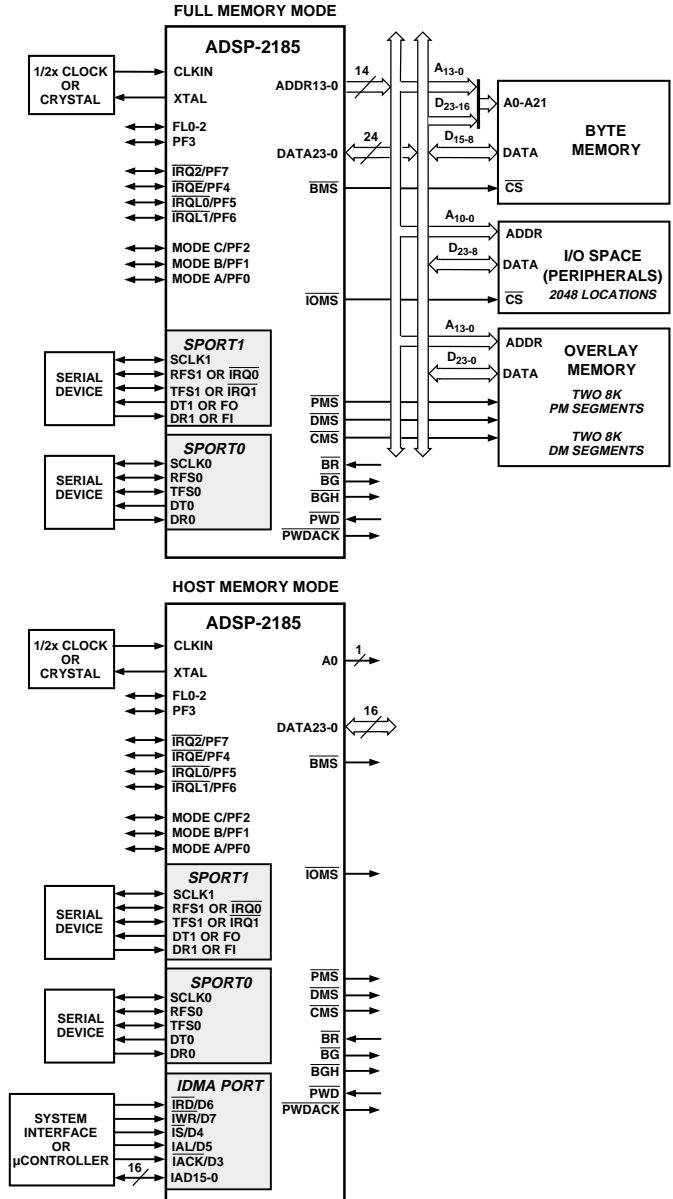 FULL MEMORY MODE
ADSP-2185
1/2x CLOCK
OR
CRYSTAL
CLKIN
XTAL
FL0-2
PF3
IRQ2/PF7
IRQE/PF4
IRQL0/PF5
IRQL1/PF6
MODE C/PF2
MODE B/PF1
MODE A/PF0
SPORT1
SCLK1
RFS1 OR IRQ0
TFS1 OR IRQ1
DT1 OR FO
DR1 OR FI
SERIAL
DEVICE
SPORT0
SCLK0
RFS0
TFS0
DT0
DR0
SERIAL
DEVICE
ADDR13-0
14
DATA23-0
24
BMS
IOMS
PMS
DMS
CMS
BR
BG
BGH
PWD
PWDACK
A13-0
D23-16
D15-8
A0-A21
DATA
CS
BYTE
MEMORY
A10-0
D23-8
ADDR
DATA
CS
I/O SPACE
(PERIPHERALS)
2048 LOCATIONS
A13-0
D23-0
ADDR
DATA
OVERLAY
MEMORY
TWO 8K
PM SEGMENTS
TWO 8K
DM SEGMENTS
HOST MEMORY MODE
ADSP-2185
1/2x CLOCK
OR
CRYSTAL
CLKIN
XTAL
FL0-2
PF3
IRQ2/PF7
IRQE/PF4
IRQL0/PF5
IRQL1/PF6
MODE C/PF2
MODE B/PF1
MODE A/PF0
SPORT1
SCLK1
RFS1 OR IRQ0
TFS1 OR IRQ1
DT1 OR FO
DR1 OR FI
SERIAL
DEVICE
SPORT0
SCLK0
RFS0
TFS0
DT0
DR0
SERIAL
DEVICE
IDMA PORT
IRD/D6
IWR/D7
IS/D4
IAL/D5
IACK/D3
IAD15-0
16
SYSTEM
INTERFACE
OR
µCONTROLLER
A0
1
DATA23-0
16
BMS
IOMS
PMS
DMS
CMS
BR
BG
BGH
PWD
PWDACK